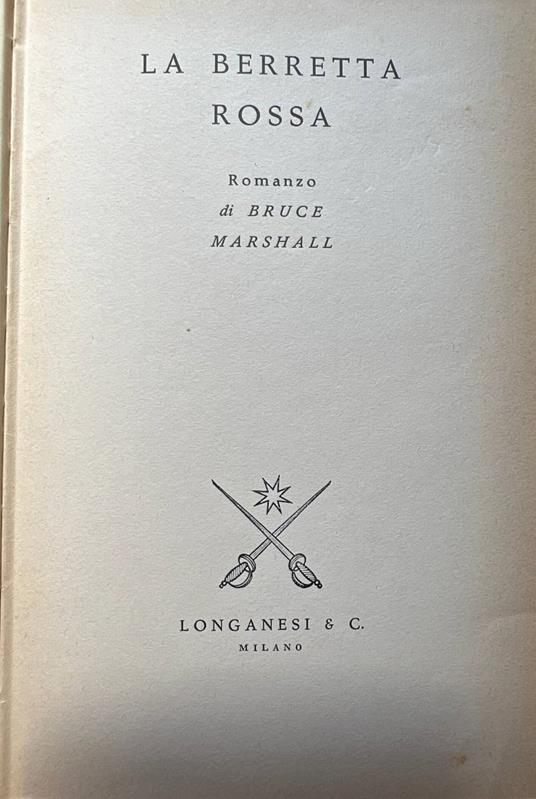 LA BERRETTA
ROSSA
Romanzo
di BRUCE
MARSHALL
LONGANESI & C.
MILANO